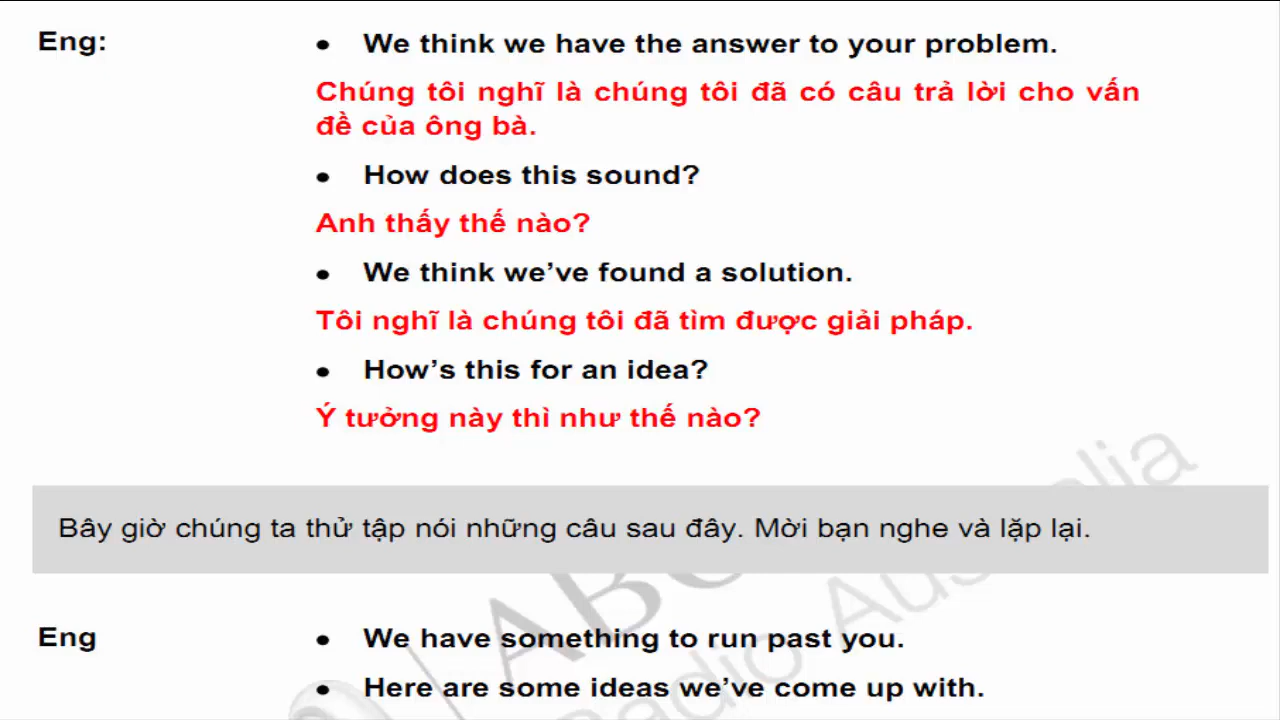 Eng: • We think we have the answer to your problem.
Chúng tôi nghĩ là chúng tôi đã có câu trả lời cho vấn
đề của ông bà.
• How does this sound?
Anh thấy thế nào?
• We think we’ve found a solution.
Tôi nghĩ là chúng tôi đã tìm được giải pháp.
• How’s this for an idea?
Ý tưởng này thì như thế nào?
Bây giờ chúng ta thử tập nói những câu sau đây. Mời bạn nghe và lặp lại.
Eng • We have something to run past you.
• Here are some ideas we’ve come up with.
ABC
Radio Australia